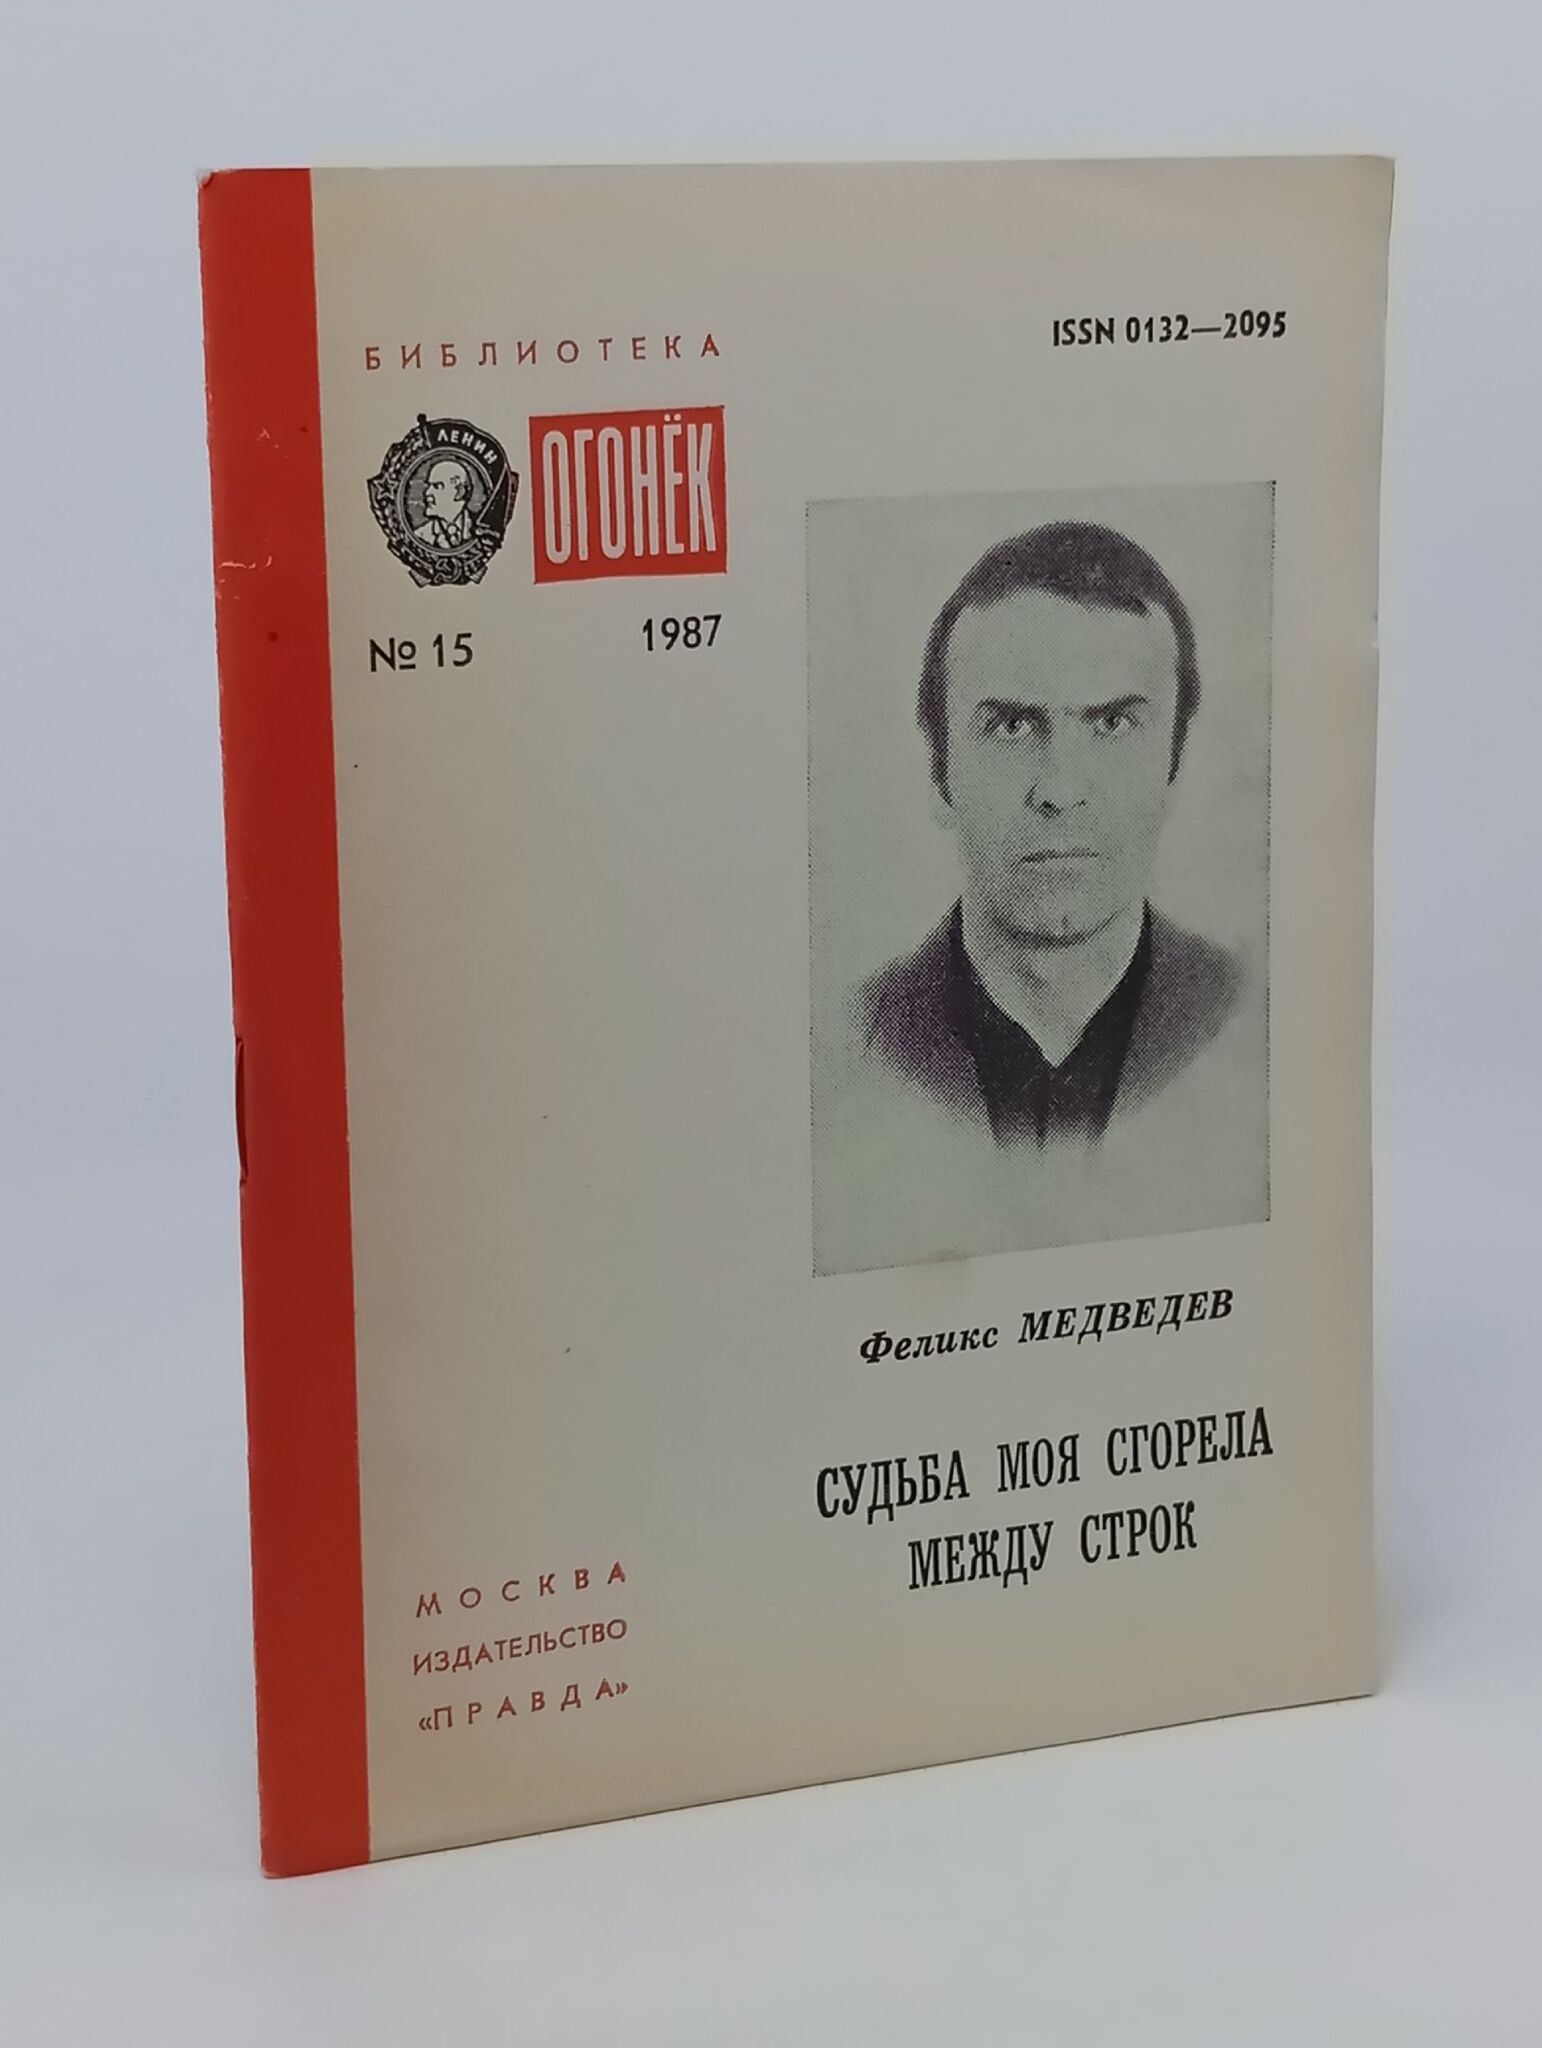 БИБЛИОТЕКА
ISSN 0132—2095
ЛЕНИН
ОГОНЁК
№ 15 1987
Феликс МЕДВЕДЕВ
СУДЬБА МОЯ СГОРЕЛА
МЕЖДУ СТРОК
МОСКВА
ИЗДАТЕЛЬСТВО
«ПРАВДА»